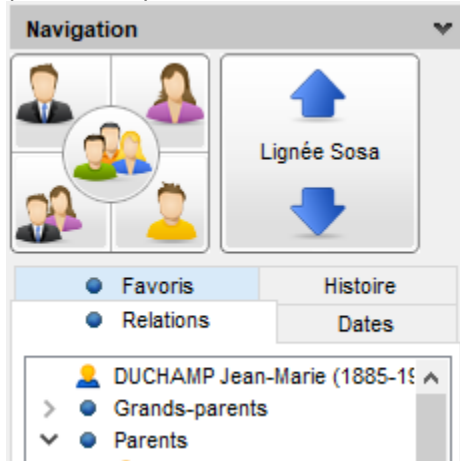 Navigation
Lignée Sosa
Favoris Histoire
Relations Dates
DUCHAMP Jean-Marie (1885-19
Grands-parents
Parents